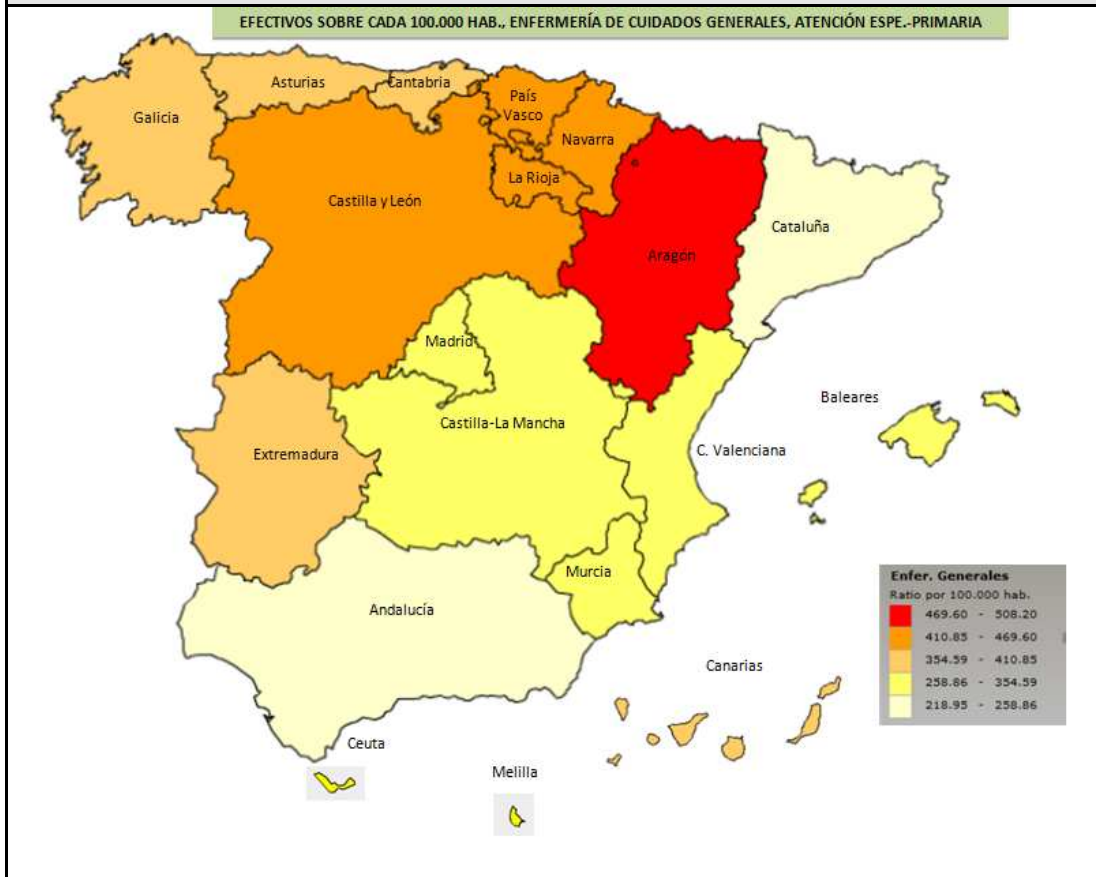 EFECTIVOS SOBRE CADA 100.000 HAB., ENFERMERÍA DE CUIDADOS GENERALES, ATENCIÓN ESPE.-PRIMARIA
Asturias
Cantabria
País
Vasco
Galicia
Navarra
La Rioja
Castilla y León
Cataluña
Aragón
Madrid
Baleares
Castilla-La Mancha
C. Valenciana
Extremadura
Murcia
Andalucía
Canarias
Ceuta
Melilla
Enfer. Generales
Ratio por 100.000 hab.
469.60 - 508.20
410.85 - 469.60
354.59 - 410.85
258.86 - 354.59
218.95 - 258.86